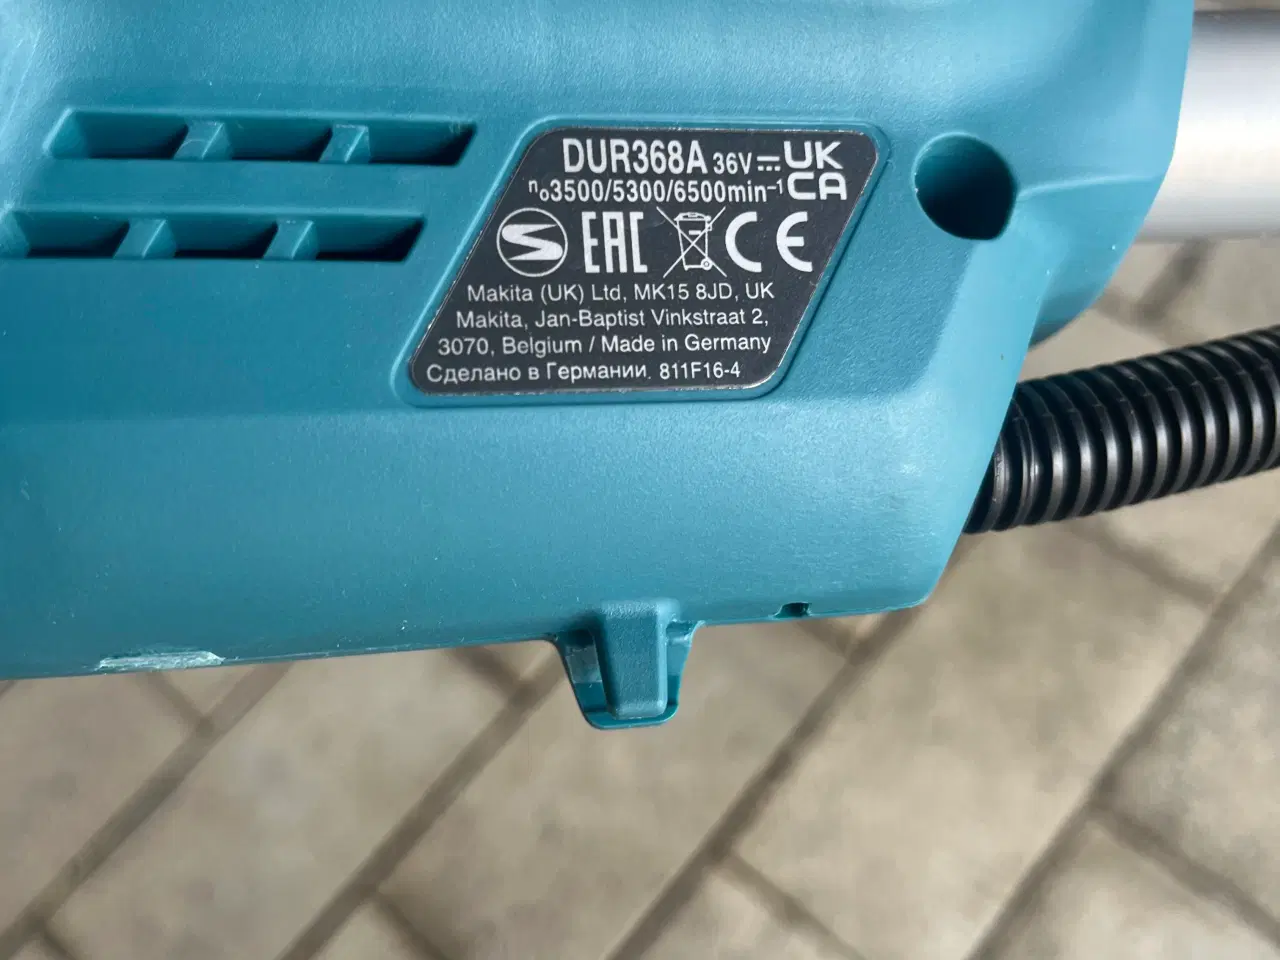 DUR368A 36V⎓ UK
n₀3500/5300/6500min⁻¹ CA
S EAC CE
Makita (UK) Ltd, MK15 8JD, UK
Makita, Jan-Baptist Vinkstraat 2,
3070, Belgium / Made in Germany
Сделано в Германии. 811F16-4